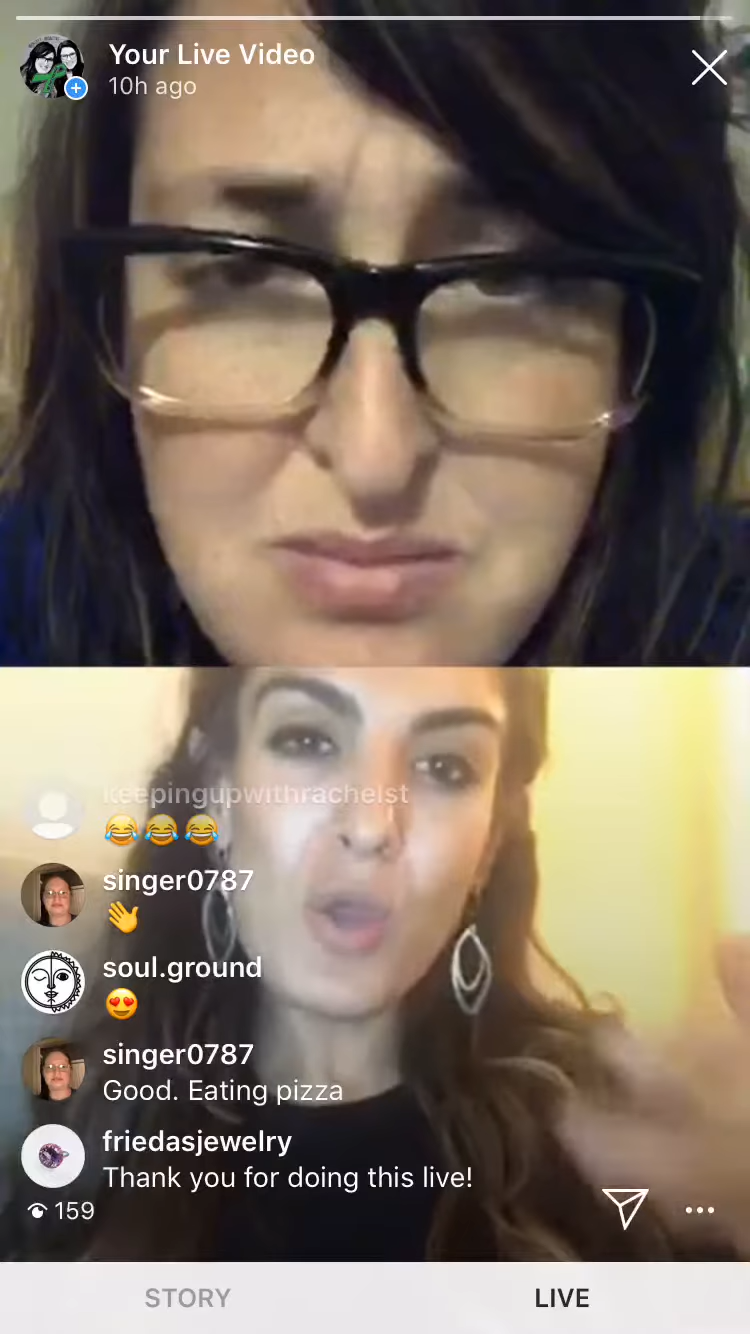 Your Live Video
10h ago
keepingupwithrachelst
😂😂😂
singer0787
👋
soul.ground
😍
singer0787
Good. Eating pizza
friedasjewelry
Thank you for doing this live!
159
STORY
LIVE